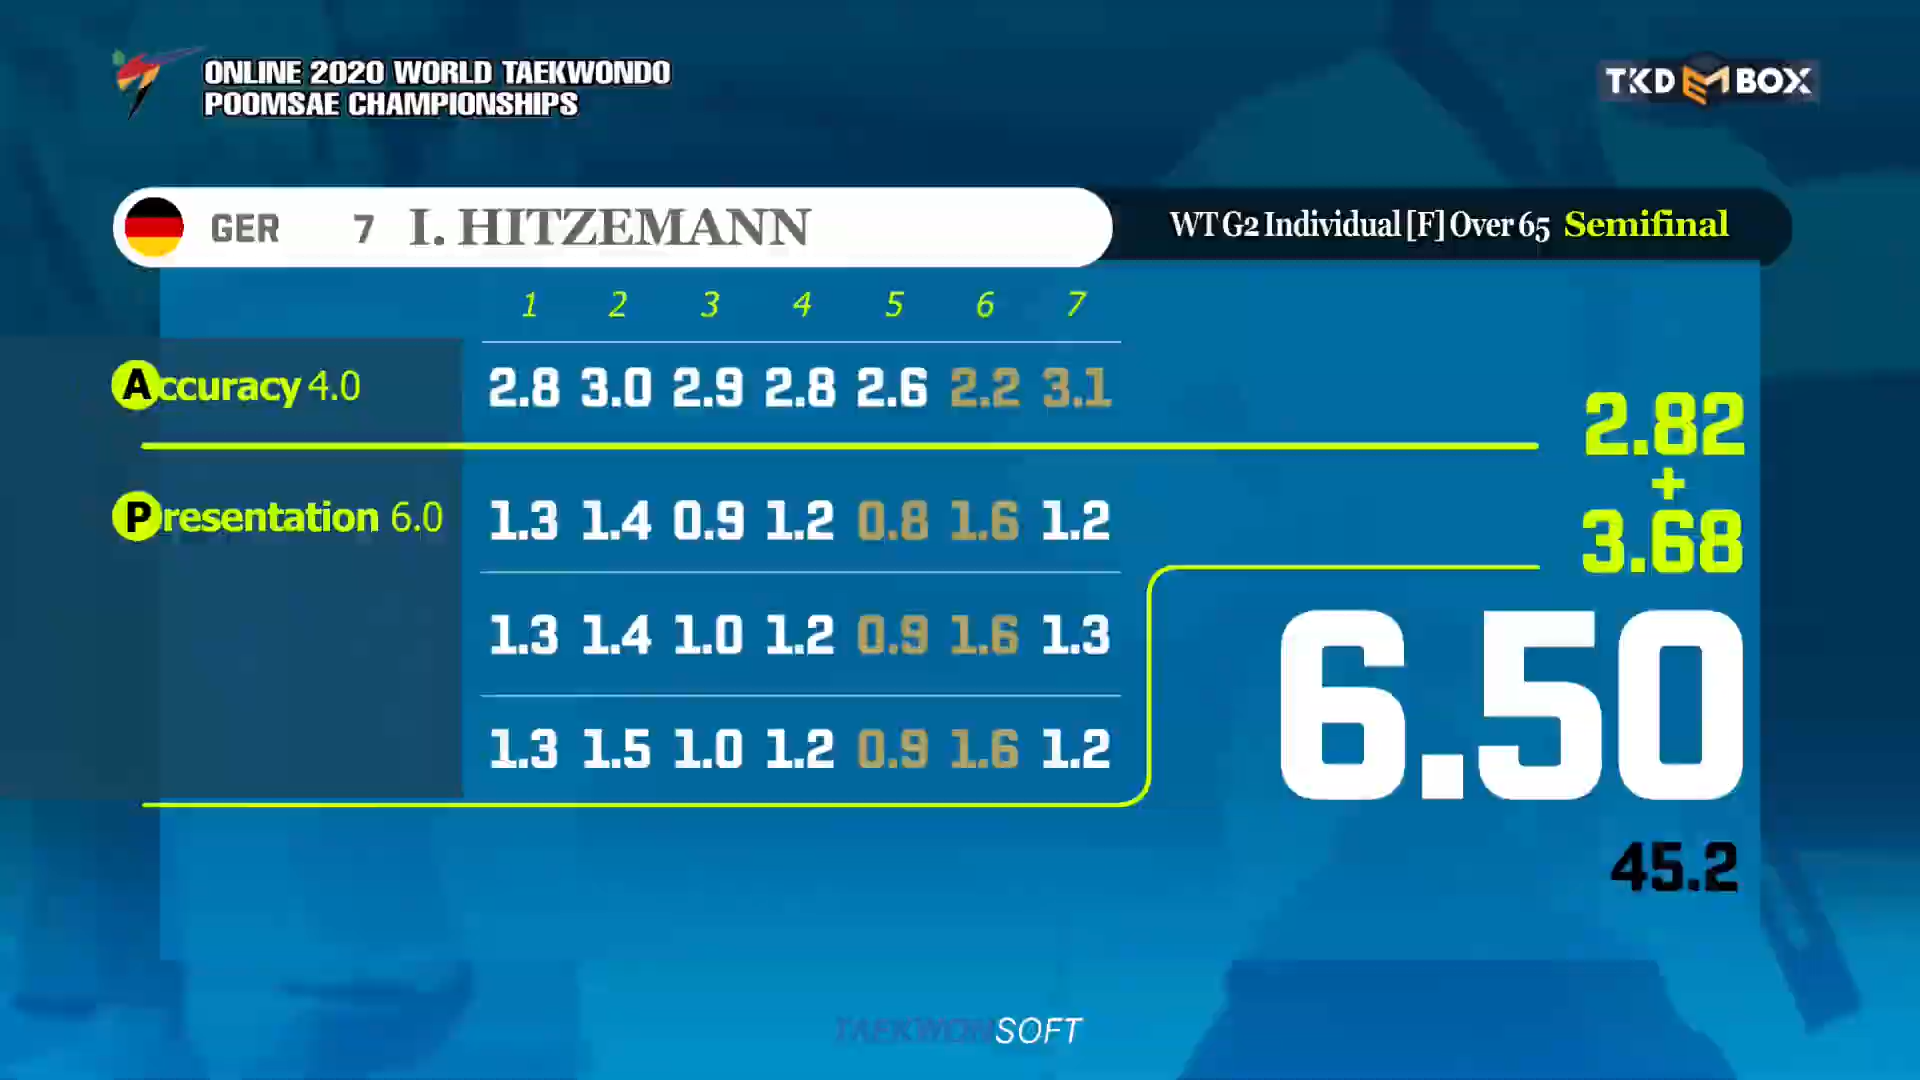 ONLINE 2020 WORLD TAEKWONDO
POOMSAE CHAMPIONSHIPS
TKD BOX
GER 7 I. HITZEMANN
WT G2 Individual [F] Over 65 Semifinal
1 2 3 4 5 6 7
Accuracy 4.0 2.8 3.0 2.9 2.8 2.6 2.2 3.1
2.82
+
Presentation 6.0 1.3 1.4 0.9 1.2 0.8 1.6 1.2
3.68
1.3 1.4 1.0 1.2 0.9 1.6 1.3
6.50
1.3 1.5 1.0 1.2 0.9 1.6 1.2
45.2
TAEKWONSOFT